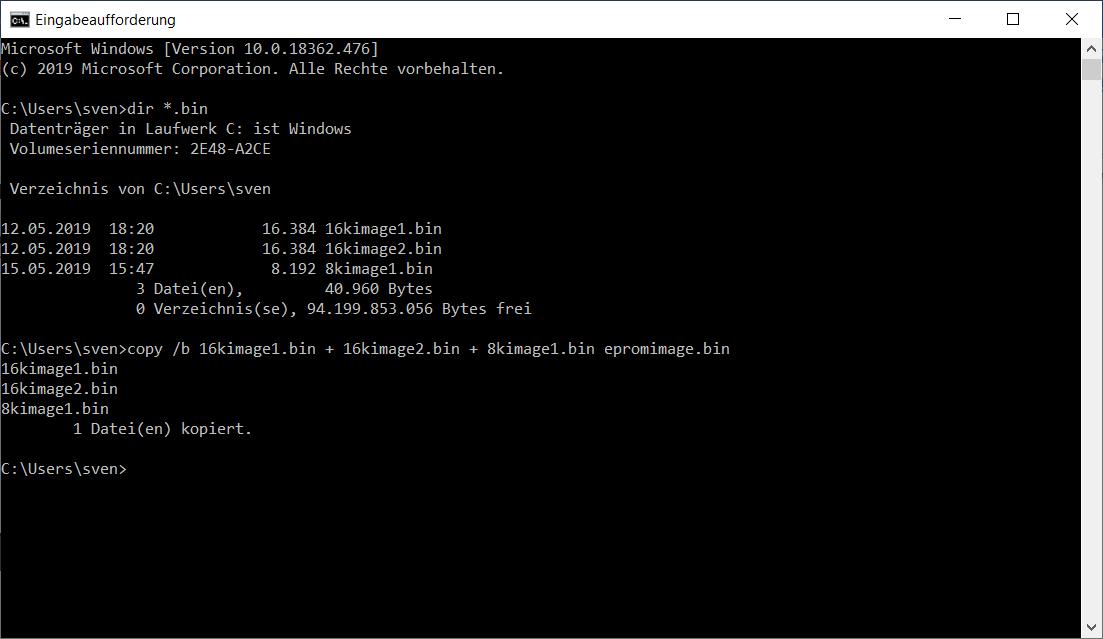 Eingabeaufforderung
Microsoft Windows [Version 10.0.18362.476]
(c) 2019 Microsoft Corporation. Alle Rechte vorbehalten.
C:\Users\sven>dir *.bin
Datenträger in Laufwerk C: ist Windows
Volumeseriennummer: 2E48-A2CE
Verzeichnis von C:\Users\sven
12.05.2019  18:20            16.384 16kimage1.bin
12.05.2019  18:20            16.384 16kimage2.bin
15.05.2019  15:47             8.192 8kimage1.bin
3 Datei(en),         40.960 Bytes
0 Verzeichnis(se), 94.199.853.056 Bytes frei
C:\Users\sven>copy /b 16kimage1.bin + 16kimage2.bin + 8kimage1.bin epromimage.bin
16kimage1.bin
16kimage2.bin
8kimage1.bin
1 Datei(en) kopiert.
C:\Users\sven>